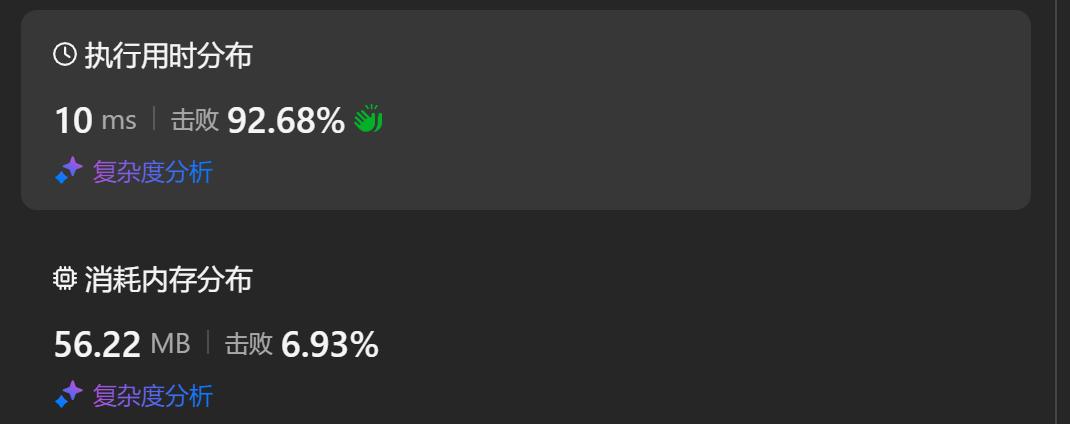 执行用时分布
10 ms 击败 92.68%
复杂度分析
消耗内存分布
56.22 MB 击败 6.93%
复杂度分析